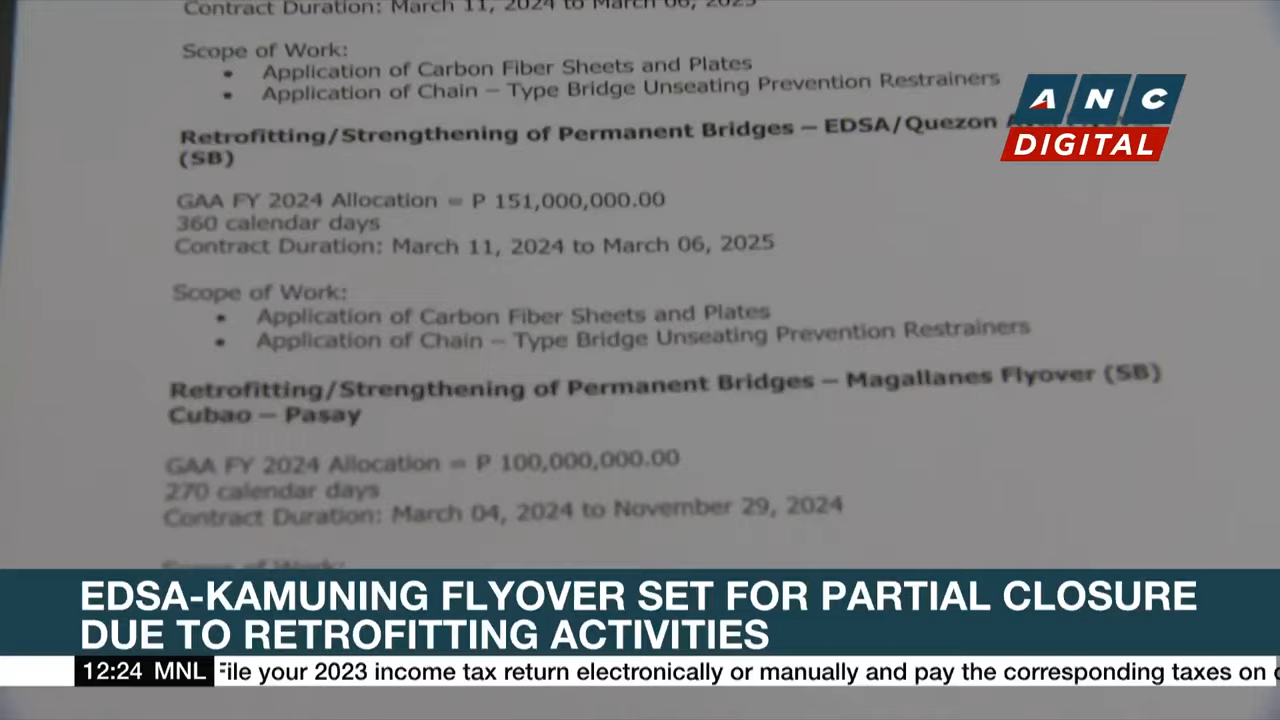 Contract Duration: March 11, 2024 to March 06, 2025
Scope of Work:
• Application of Carbon Fiber Sheets and Plates
• Application of Chain – Type Bridge Unseating Prevention Restrainers
Retrofitting/Strengthening of Permanent Bridges – EDSA/Quezon
(SB)
GAA FY 2024 Allocation = P 151,000,000.00
360 calendar days
Contract Duration: March 11, 2024 to March 06, 2025
Scope of Work:
• Application of Carbon Fiber Sheets and Plates
• Application of Chain – Type Bridge Unseating Prevention Restrainers
Retrofitting/Strengthening of Permanent Bridges – Magallanes Flyover (SB)
Cubao – Pasay
GAA FY 2024 Allocation = P 100,000,000.00
270 calendar days
Contract Duration: March 04, 2024 to November 29, 2024
Scope of Work:
ANC
DIGITAL
EDSA-KAMUNING FLYOVER SET FOR PARTIAL CLOSURE
DUE TO RETROFITTING ACTIVITIES
12:24 MNL File your 2023 income tax return electronically or manually and pay the corresponding taxes on